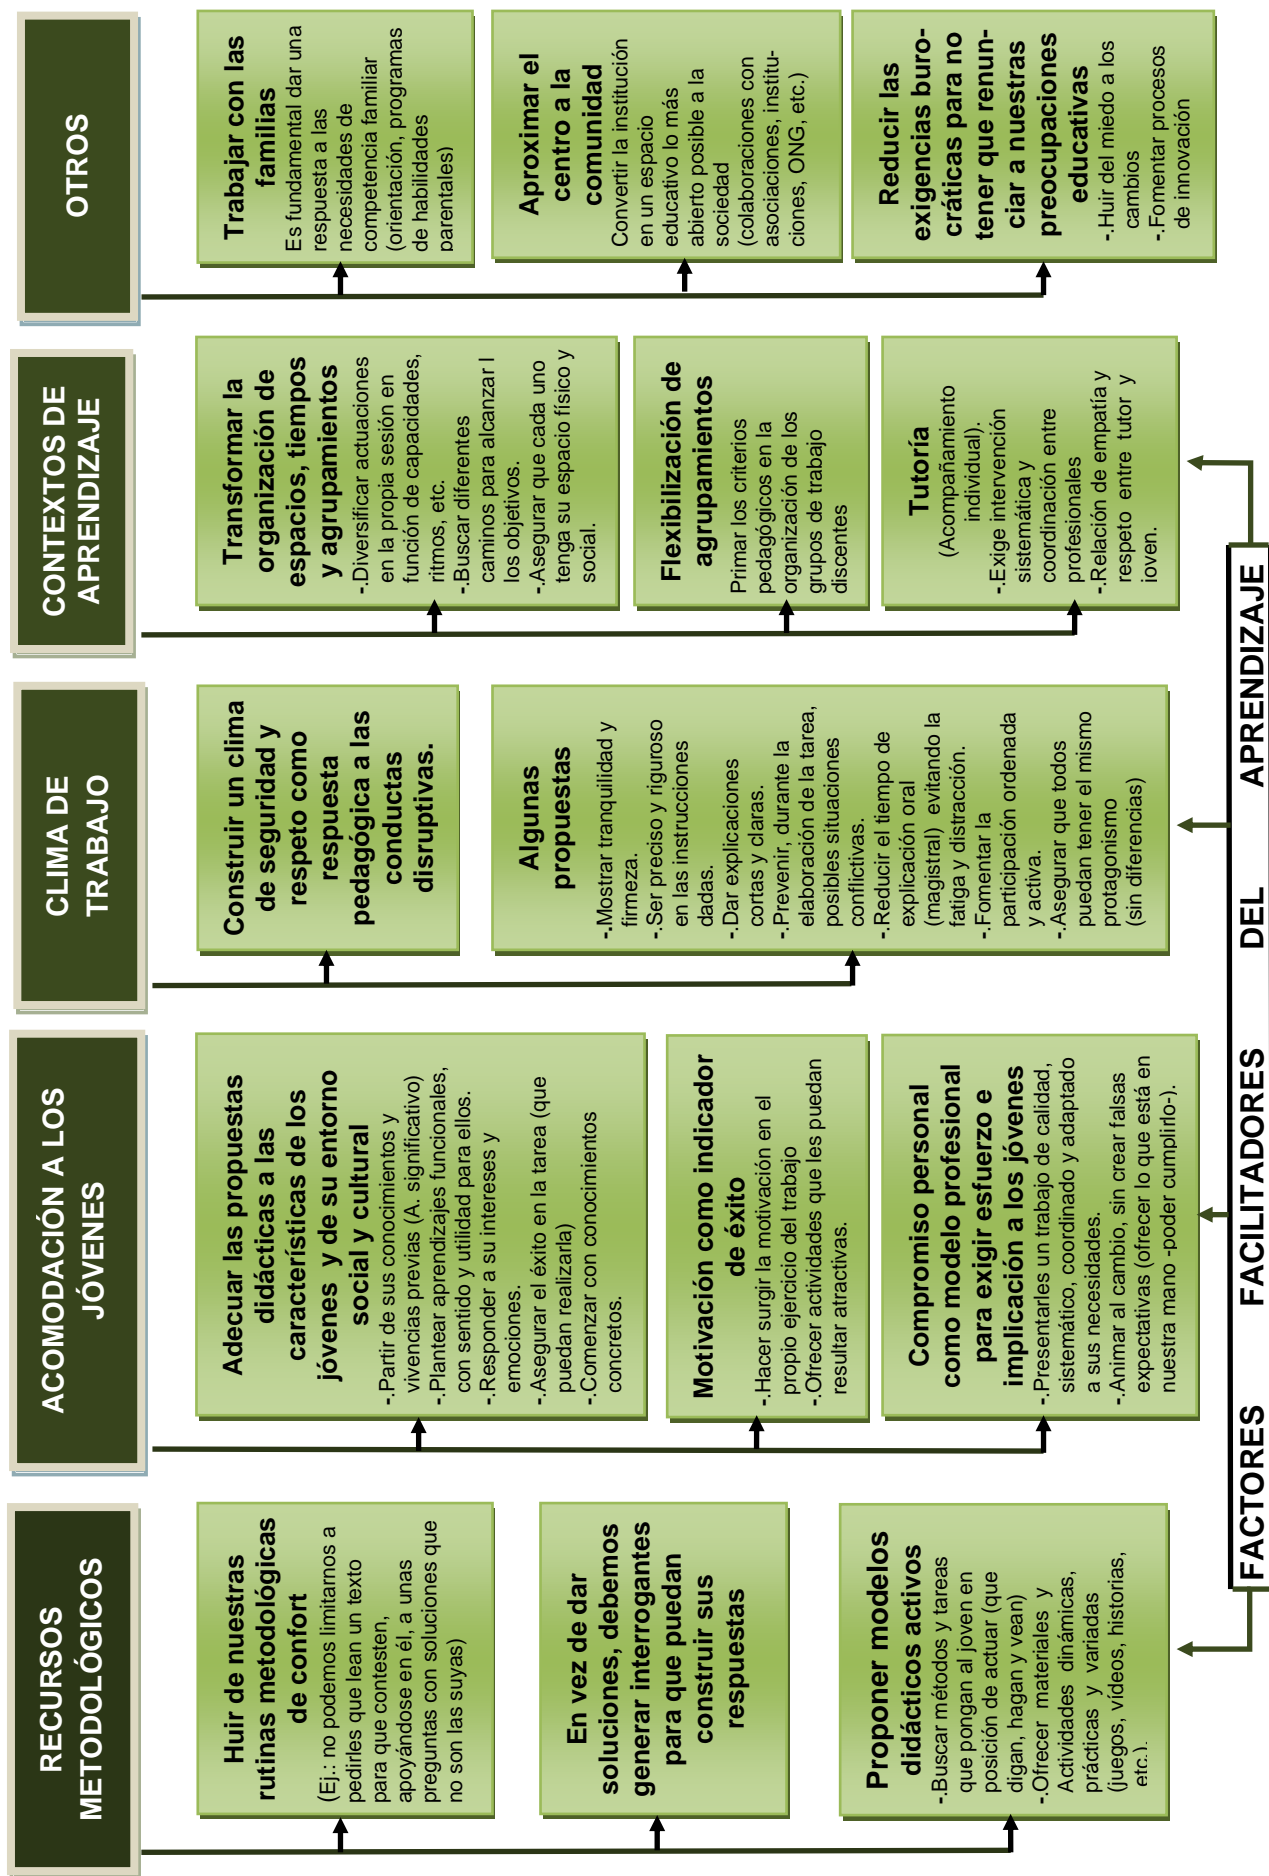 RECURSOS
METODOLÓGICOS
Huir de nuestras
rutinas metodológicas
de confort
(Ej.: no podemos limitarnos a
pedirles que lean un texto
para que contesten,
apoyándose en él, a unas
preguntas con soluciones que
no son las suyas)
En vez de dar
soluciones, debemos
generar interrogantes
para que puedan
construir sus
respuestas
Proponer modelos
didácticos activos
-.Buscar métodos y tareas
que pongan al joven en
posición de actuar (que
digan, hagan y vean)
-.Ofrecer materiales y
Actividades dinámicas,
prácticas y variadas
(juegos, vídeos, historias,
etc.).
ACOMODACIÓN A LOS
JÓVENES
Adecuar las propuestas
didácticas a las
características de los
jóvenes y de su entorno
social y cultural
-.Partir de sus conocimientos y
vivencias previas (A. significativo)
-.Plantear aprendizajes funcionales,
con sentido y utilidad para ellos.
-.Responder a su intereses y
emociones.
-.Asegurar el éxito en la tarea (que
puedan realizarla)
-.Comenzar con conocimientos
concretos.
Motivación como indicador
de éxito
-.Hacer surgir la motivación en el
propio ejercicio del trabajo
-.Ofrecer actividades que les puedan
resultar atractivas.
Compromiso personal
como modelo profesional
para exigir esfuerzo e
implicación a los jóvenes
-.Presentarles un trabajo de calidad,
sistemático, coordinado y adaptado
a sus necesidades.
-.Animar al cambio, sin crear falsas
expectativas (ofrecer lo que está en
nuestra mano -poder cumplirlo-).
CLIMA DE
TRABAJO
Construir un clima
de seguridad y
respeto como
respuesta
pedagógica a las
conductas
disruptivas.
Algunas
propuestas
-.Mostrar tranquilidad y
firmeza.
-.Ser preciso y riguroso
en las instrucciones
dadas.
-.Dar explicaciones
cortas y claras.
-.Prevenir, durante la
elaboración de la tarea,
posibles situaciones
conflictivas.
-.Reducir el tiempo de
explicación oral
(magistral) evitando la
fatiga y distracción.
-.Fomentar la
participación ordenada
y activa.
-.Asegurar que todos
puedan tener el mismo
protagonismo
(sin diferencias)
CONTEXTOS DE
APRENDIZAJE
Transformar la
organización de
espacios, tiempos
y agrupamientos
-.Diversificar actuaciones
en la propia sesión en
función de capacidades,
ritmos, etc.
-.Buscar diferentes
caminos para alcanzar l
los objetivos.
-.Asegurar que cada uno
tenga su espacio físico y
social.
Flexibilización de
agrupamientos
Primar los criterios
pedagógicos en la
organización de los
grupos de trabajo
discentes
Tutoría
(Acompañamiento
individual).
-.Exige intervención
sistemática y
coordinación entre
profesionales
-.Relación de empatía y
respeto entre tutor y
joven.
OTROS
Trabajar con las
familias
Es fundamental dar una
respuesta a las
necesidades de
competencia familiar
(orientación, programas
de habilidades
parentales)
Aproximar el
centro a la
comunidad
Convertir la institución
en un espacio
educativo lo más
abierto posible a la
sociedad
(colaboraciones con
asociaciones, institu-
ciones, ONG, etc.)
Reducir las
exigencias buro-
cráticas para no
tener que renun-
ciar a nuestras
preocupaciones
educativas
-.Huir del miedo a los
cambios
-.Fomentar procesos
de innovación
FACTORES FACILITADORES DEL APRENDIZAJE